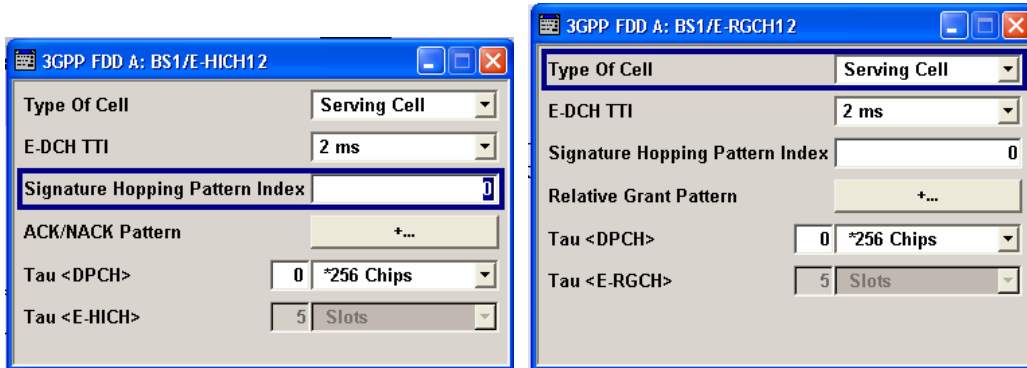 3GPP FDD A: BS1/E-HICH12
Type Of Cell Serving Cell
E-DCH TTI 2 ms
Signature Hopping Pattern Index 0
ACK/NACK Pattern +...
Tau <DPCH> 0 *256 Chips
Tau <E-HICH> 5 Slots
3GPP FDD A: BS1/E-RGCH12
Type Of Cell Serving Cell
E-DCH TTI 2 ms
Signature Hopping Pattern Index 0
Relative Grant Pattern +...
Tau <DPCH> 0 *256 Chips
Tau <E-RGCH> 5 Slots